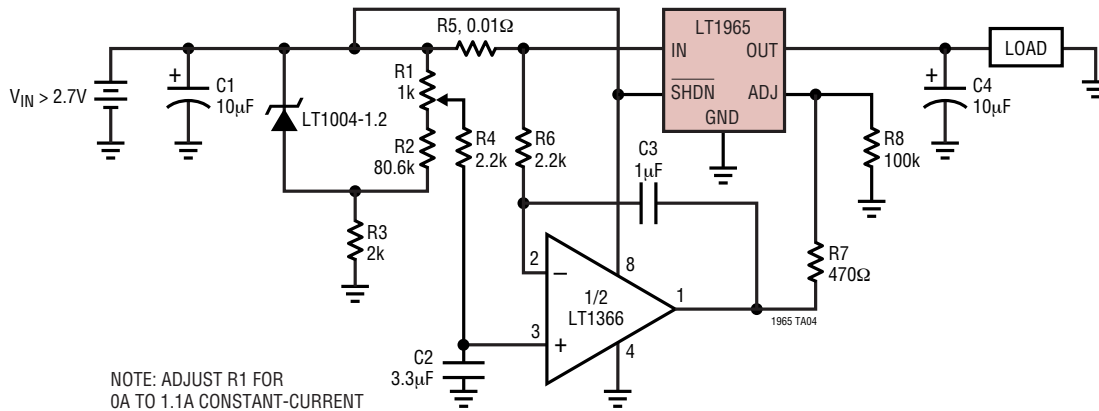 LT1965
IN
OUT
SHDN
ADJ
GND
R5, 0.01Ω
LOAD
VIN > 2.7V
+
C1
10µF
LT1004-1.2
R1
1k
R2
80.6k
R4
2.2k
R6
2.2k
C3
1µF
+
C4
10µF
R8
100k
R3
2k
R7
470Ω
2
–
8
1/2
LT1366
1
3
+
4
1965 TA04
C2
3.3µF
NOTE: ADJUST R1 FOR
0A TO 1.1A CONSTANT-CURRENT